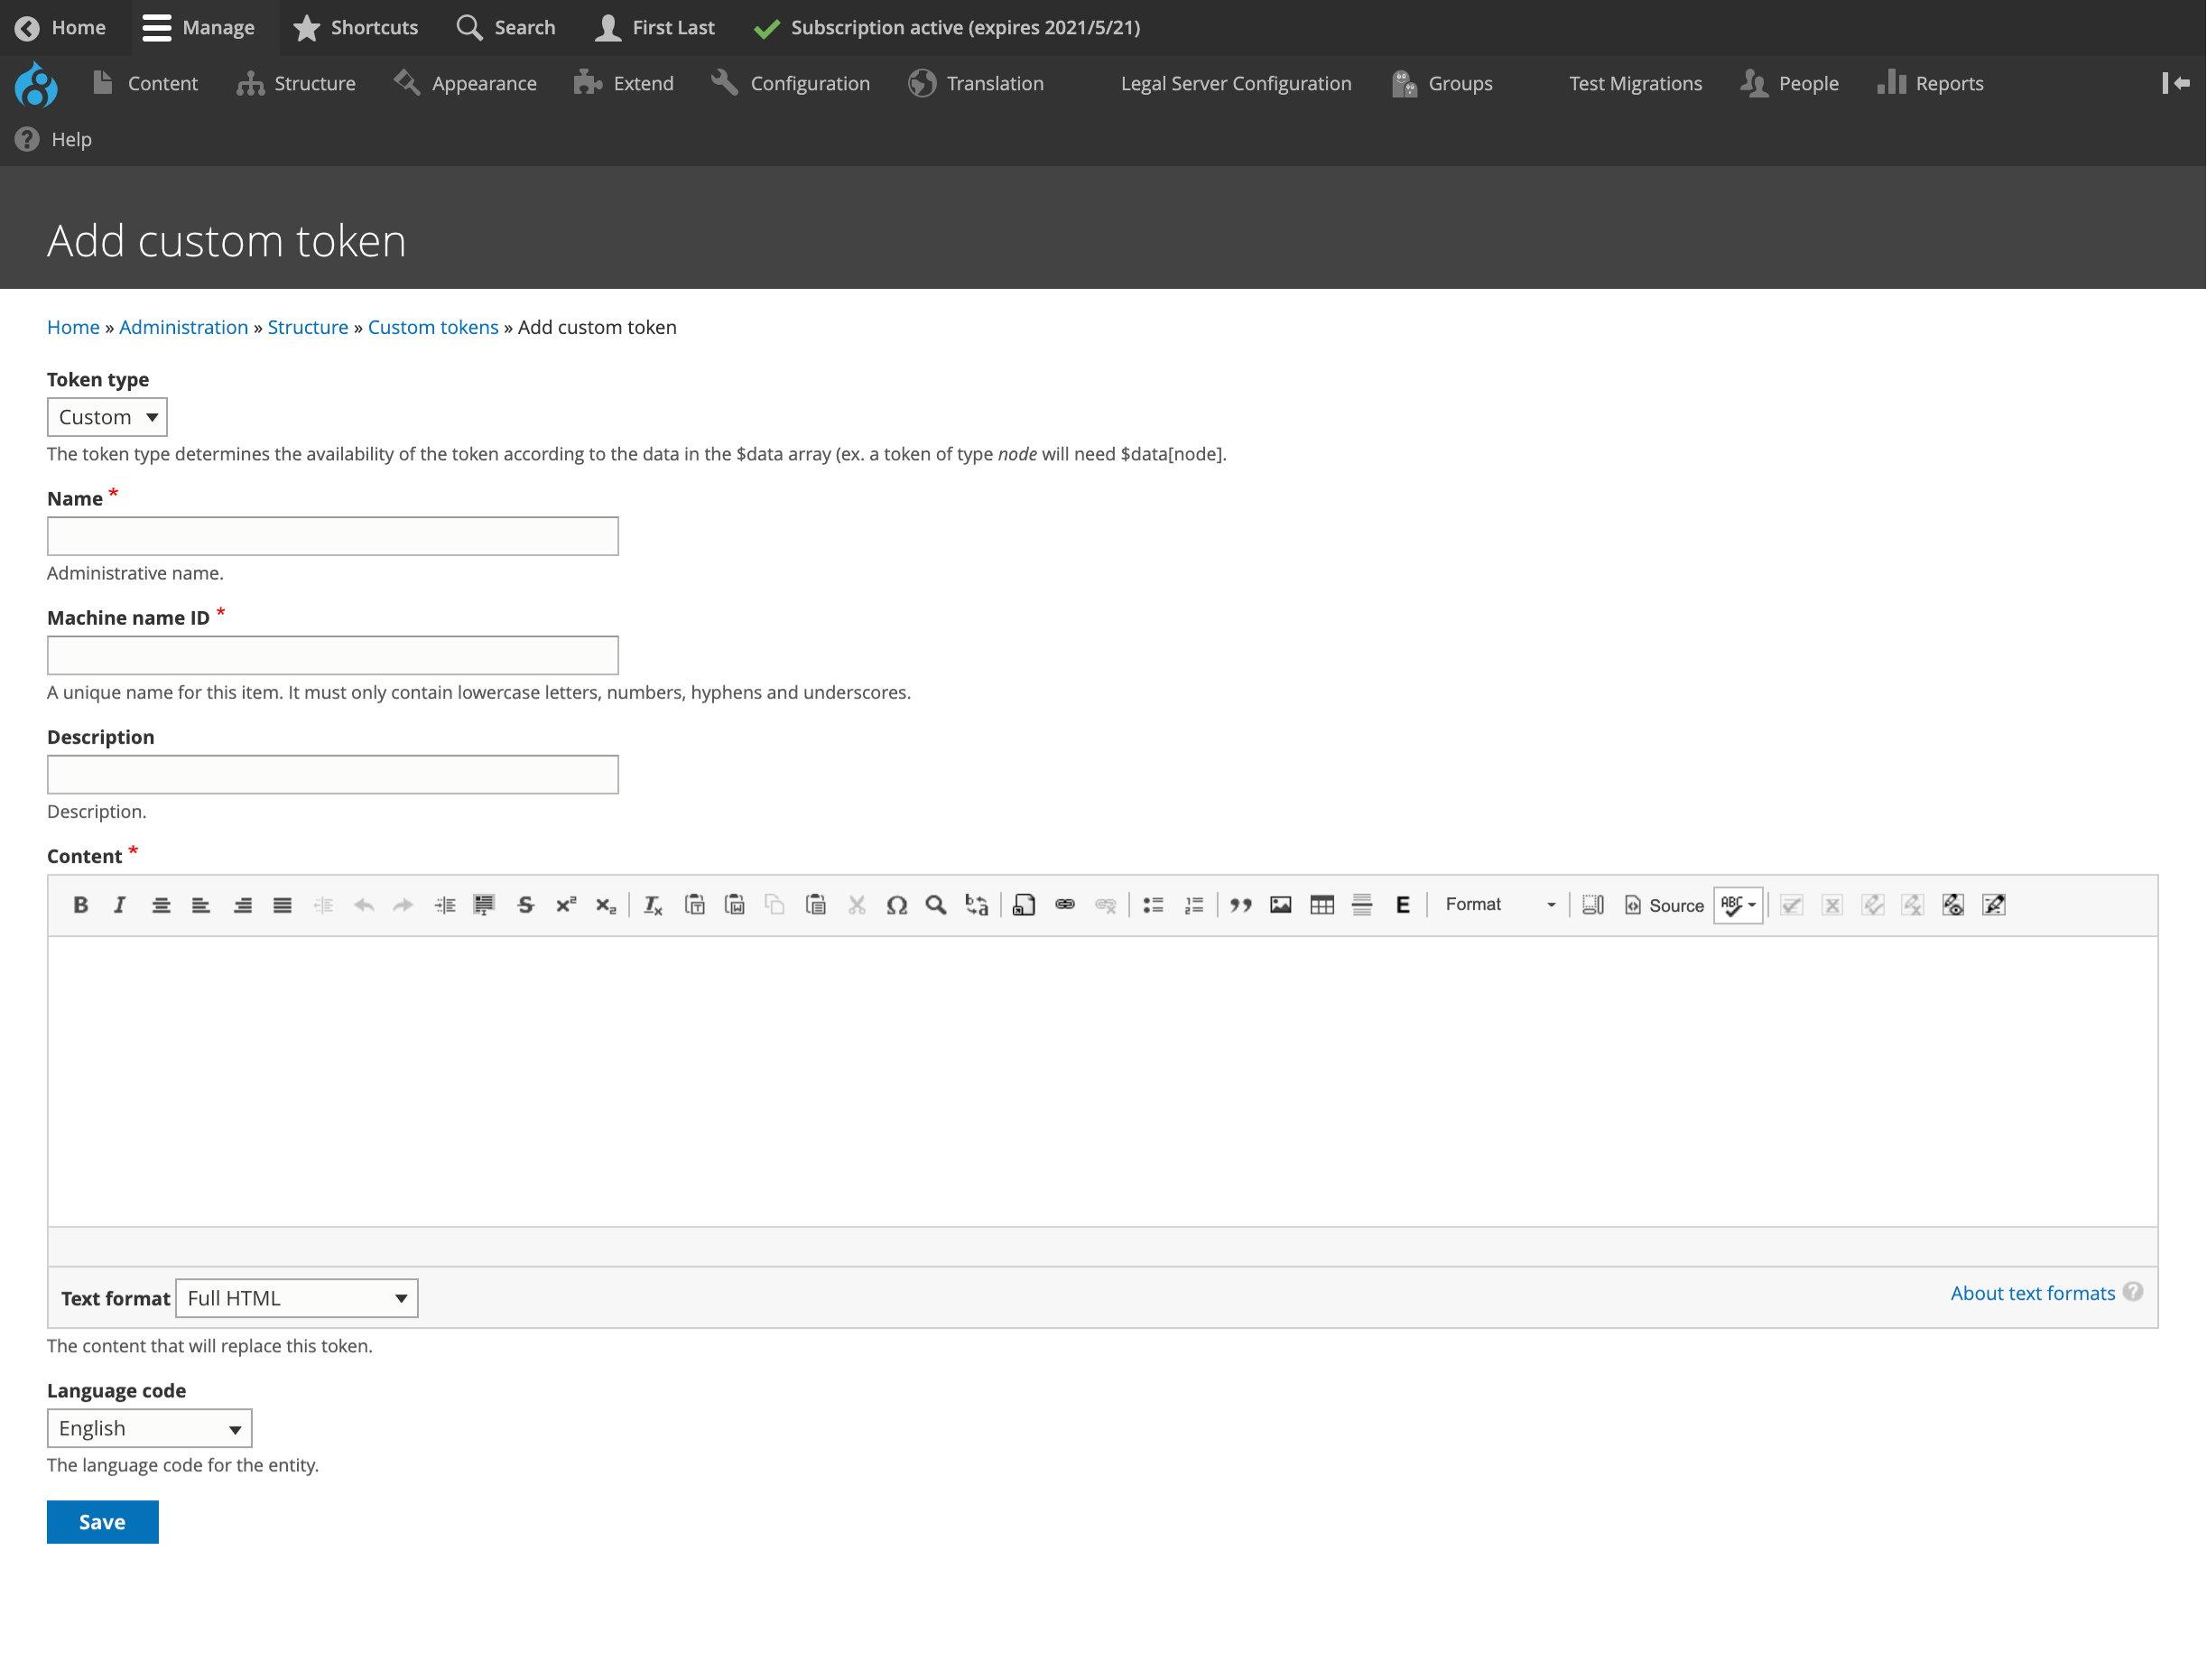 Home Manage Shortcuts Search First Last Subscription active (expires 2021/5/21)
Content Structure Appearance Extend Configuration Translation Legal Server Configuration Groups Test Migrations People Reports
Help
Add custom token
Home » Administration » Structure » Custom tokens » Add custom token
Token type
Custom
The token type determines the availability of the token according to the data in the $data array (ex. a token of type node will need $data[node].
Name *
Administrative name.
Machine name ID *
A unique name for this item. It must only contain lowercase letters, numbers, hyphens and underscores.
Description
Description.
Content *
Format Source ABC
Text format Full HTML About text formats ?
The content that will replace this token.
Language code
English
The language code for the entity.
Save